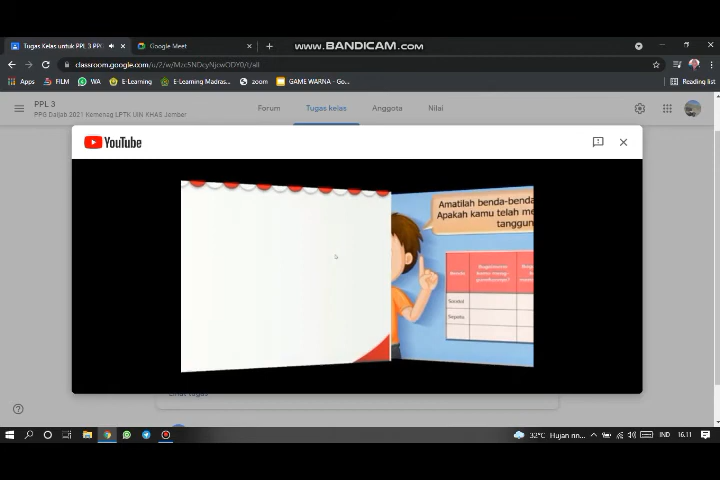 WWW.BANDICAM.COM
Tugas Kelas untuk PPL 3 PPG
Google Meet
classroom.google.com/u/2/w/Mzc5NDcyNjcwODY0/t/all
Apps
FILM
WA
E-Learning
E-Learning Madras...
zoom
GAME WARNA - Go...
Reading list
PPL 3
PPG Daljab 2021 Kemenag LPTK UIN KHAS Jember
Forum
Tugas kelas
Anggota
Nilai
YouTube
Amatilah benda-benda
Apakah kamu telah me
tanggun
32°C
Hujan rin...
IND
16.11